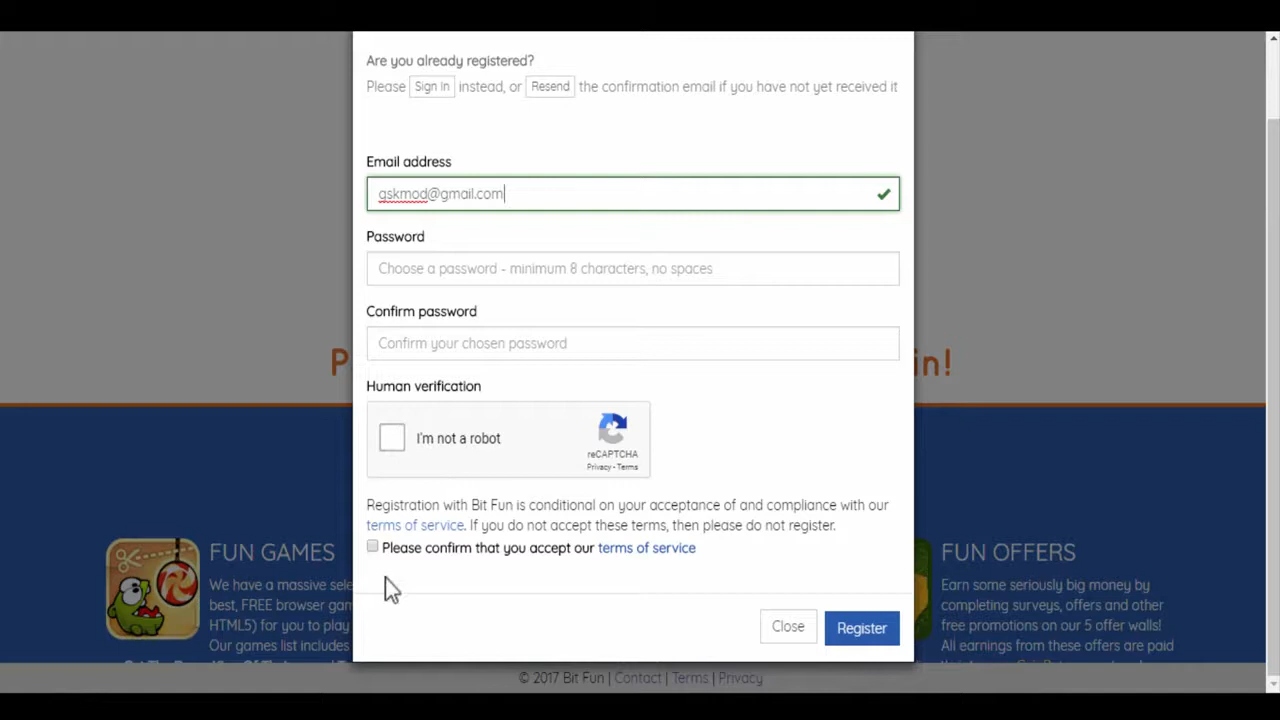 Are you already registered?
Please Sign In instead, or Resend the confirmation email if you have not yet received it
Email address
gskmod@gmail.com
Password
Choose a password - minimum 8 characters, no spaces
Confirm password
Confirm your chosen password
Human verification
I'm not a robot
reCAPTCHA
Privacy - Terms
in!
Registration with Bit Fun is conditional on your acceptance of and compliance with our
terms of service. If you do not accept these terms, then please do not register.
Please confirm that you accept our terms of service
Close
Register
FUN GAMES
We have a massive sele
best, FREE browser gam
HTML5) for you to play
Our games list includes
FUN OFFERS
Earn some seriously big money by
completing surveys, offers and other
free promotions on our 5 offer walls!
All earnings from these offers are paid
© 2017 Bit Fun | Contact | Terms | Privacy